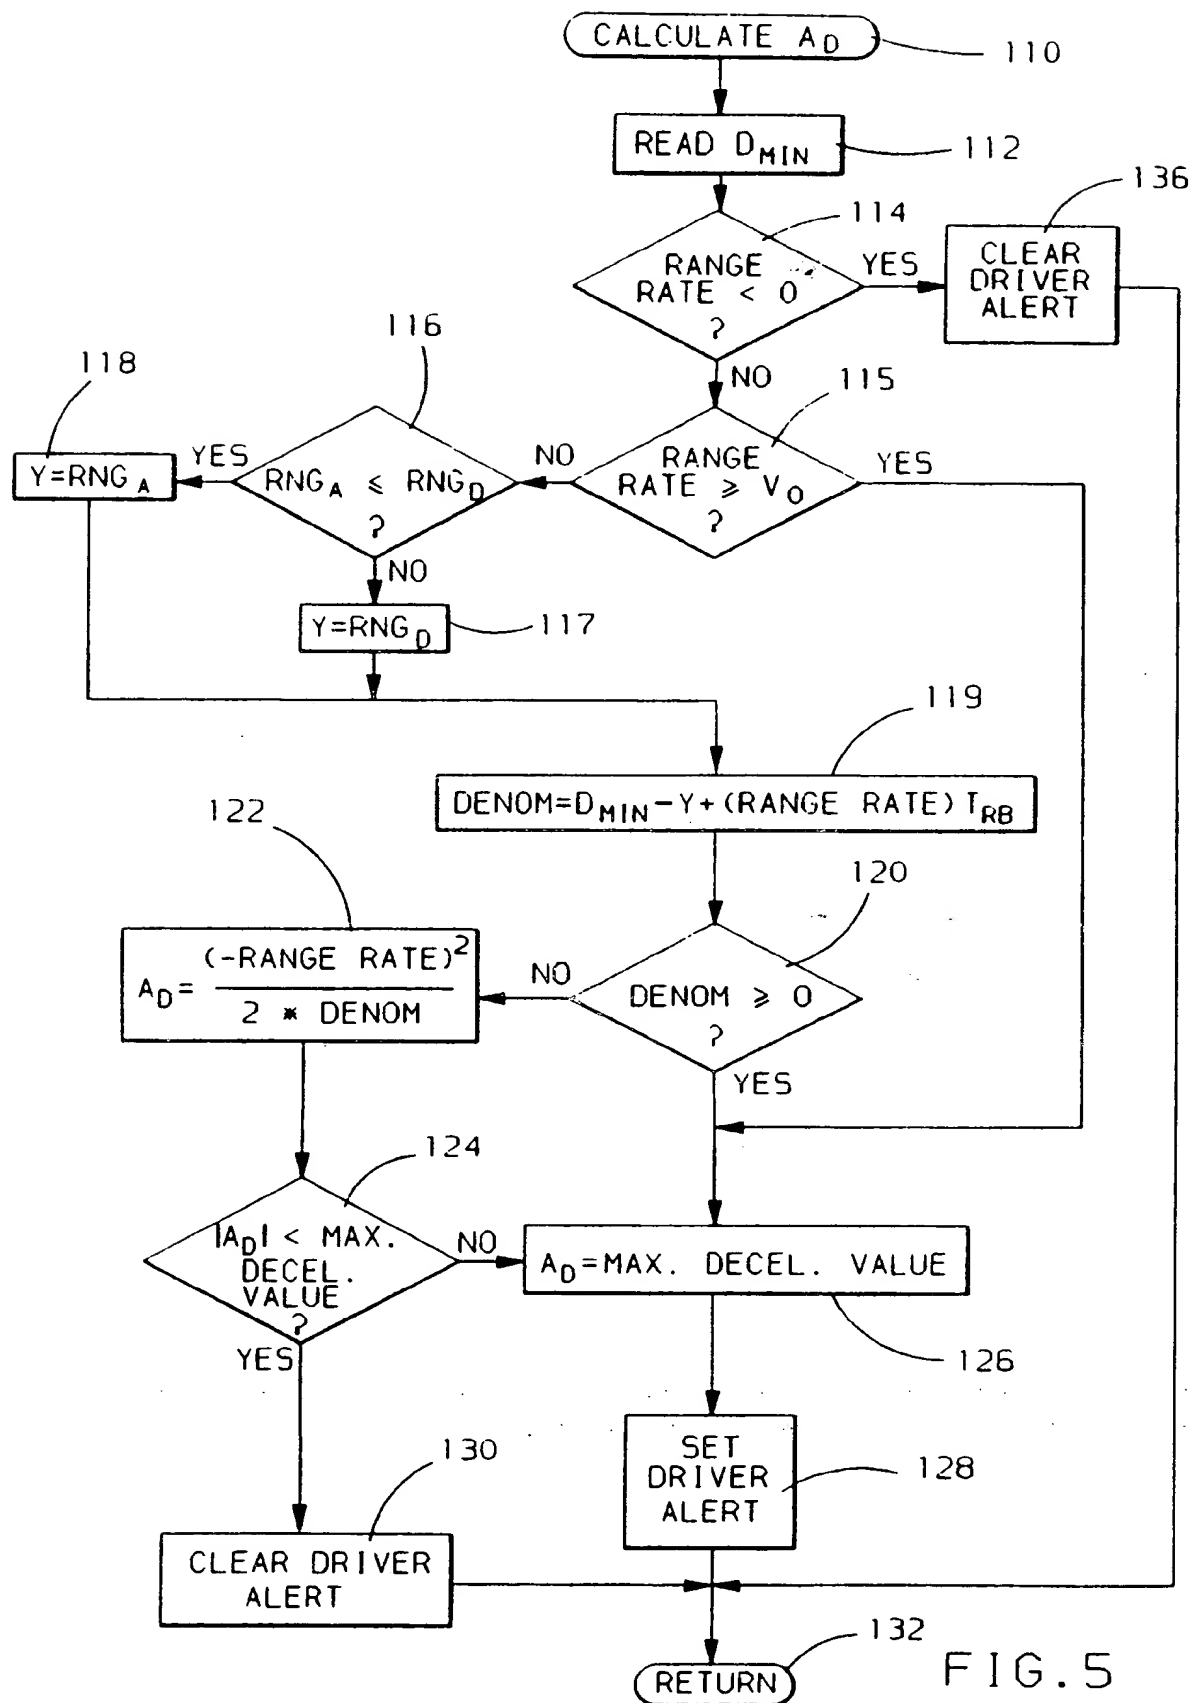 CALCULATE A_D
110
READ D_MIN
112
136
114
RANGE
RATE < 0
?
YES
CLEAR
DRIVER
ALERT
NO
116
115
118
RANGE
RATE ⩾ V_0
?
YES
NO
RNG_A ⩽ RNG_D
?
YES
Y=RNG_A
NO
Y=RNG_D
117
119
DENOM=D_MIN-Y+(RANGE RATE)T_RB
122
120
A_D= (-RANGE RATE)^2
2 * DENOM
NO
DENOM ⩾ 0
?
YES
124
|A_D| < MAX.
DECEL.
VALUE
?
NO
A_D=MAX. DECEL. VALUE
YES
126
130
SET
DRIVER
ALERT
128
CLEAR DRIVER
ALERT
132
RETURN
FIG.5